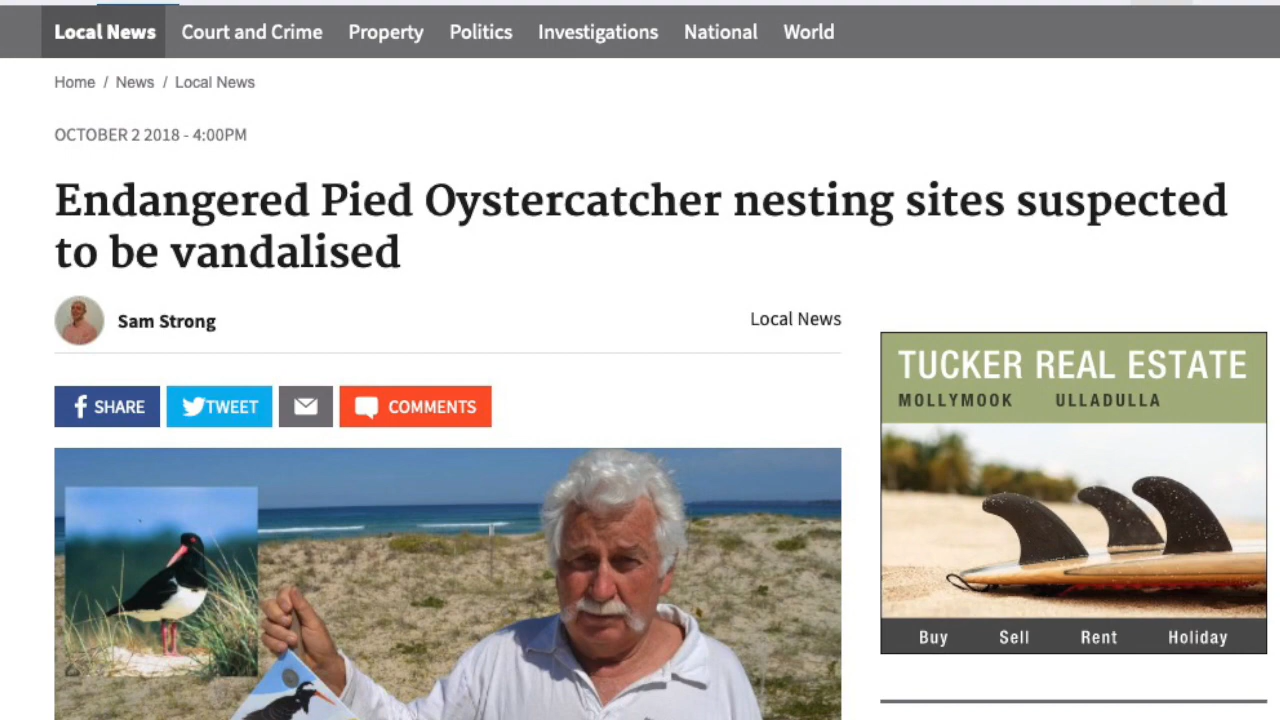 Local News Court and Crime Property Politics Investigations National World
Home / News / Local News
OCTOBER 2 2018 - 4:00PM
Endangered Pied Oystercatcher nesting sites suspected
to be vandalised
Sam Strong
Local News
SHARE TWEET COMMENTS
TUCKER REAL ESTATE
MOLLYMOOK ULLADULLA
Buy Sell Rent Holiday